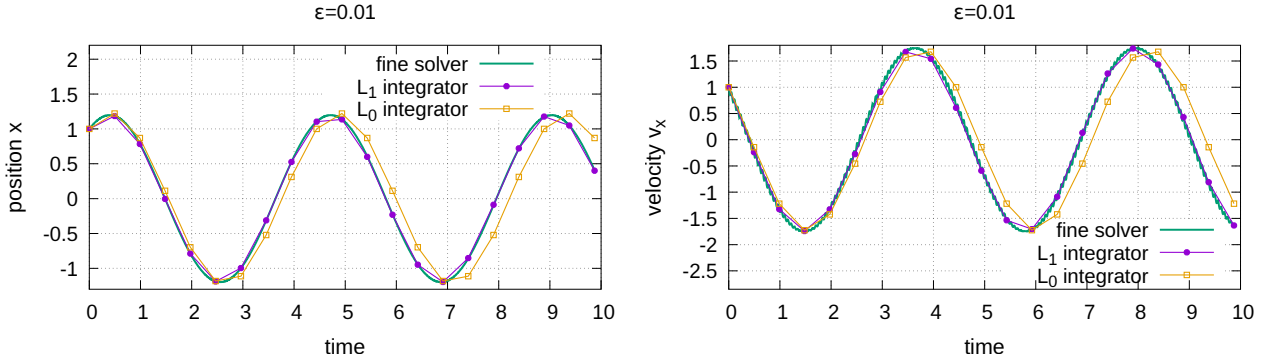 ε=0.01
position x
2
1.5
1
0.5
0
-0.5
-1
0 1 2 3 4 5 6 7 8 9 10
time
fine solver
L₁ integrator
L₀ integrator
ε=0.01
velocity vₓ
1.5
1
0.5
0
-0.5
-1
-1.5
-2
-2.5
0 1 2 3 4 5 6 7 8 9 10
time
fine solver
L₁ integrator
L₀ integrator